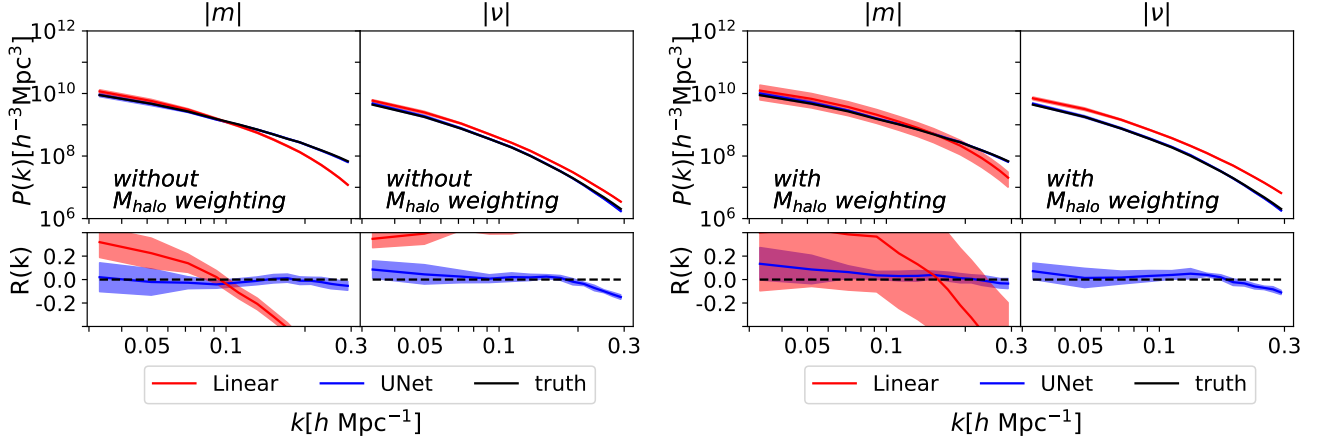 |m| |ν| |m| |ν|
10¹² 10¹²
P(k)[h⁻³Mpc³] P(k)[h⁻³Mpc³]
10¹⁰ 10¹⁰
10⁸ 10⁸
without without with with
M_halo weighting M_halo weighting M_halo weighting M_halo weighting
10⁶ 10⁶
R(k) R(k)
0.2 0.2
0.0 0.0
-0.2 -0.2
0.05 0.1 0.3 0.05 0.1 0.3 0.05 0.1 0.3 0.05 0.1 0.3
Linear UNet truth Linear UNet truth
k[h Mpc⁻¹] k[h Mpc⁻¹]